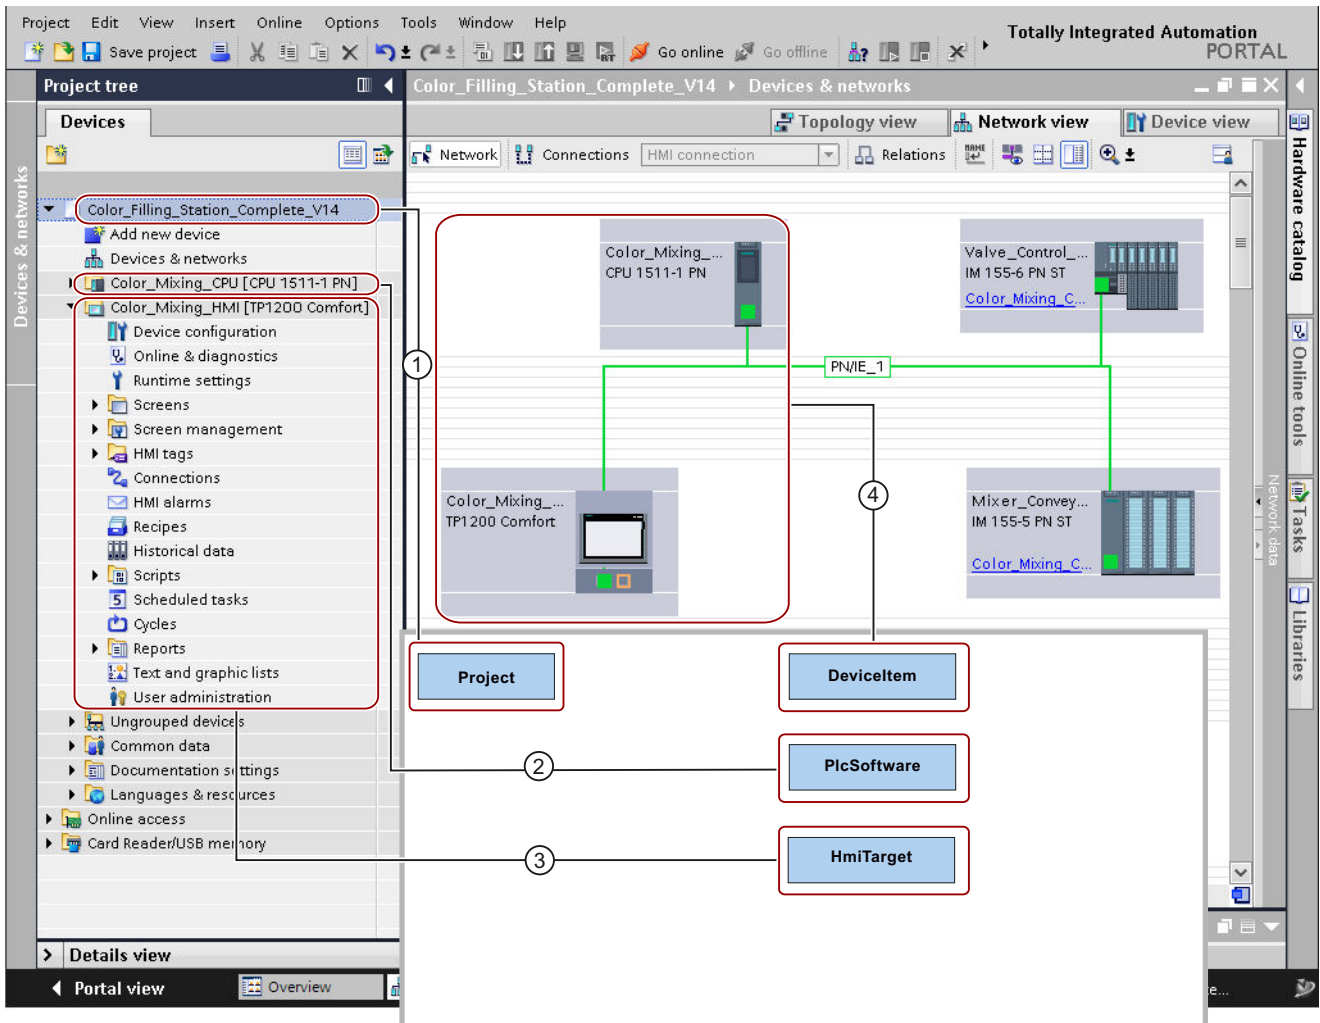 Project Edit View Insert Online Options Tools Window Help
Totally Integrated Automation
PORTAL
Save project
Go online
Go offline
Project tree
Color_Filling_Station_Complete_V14 ▸ Devices & networks
Devices
Topology view
Network view
Device view
Network
Connections
HMI connection
Relations
Devices & networks
Color_Filling_Station_Complete_V14
Add new device
Devices & networks
Color_Mixing_CPU [CPU 1511-1 PN]
Color_Mixing_HMI [TP1200 Comfort]
Device configuration
Online & diagnostics
Runtime settings
Screens
Screen management
HMI tags
Connections
HMI alarms
Recipes
Historical data
Scripts
Scheduled tasks
Cycles
Reports
Text and graphic lists
User administration
Ungrouped devices
Common data
Documentation settings
Languages & resources
Online access
Card Reader/USB memory
Details view
Portal view
Overview
Color_Mixing_...
CPU 1511-1 PN
Valve_Control_...
IM 155-6 PN ST
Color_Mixing_C...
PN/IE_1
Color_Mixing_...
TP1200 Comfort
Mixer_Convey...
IM 155-5 PN ST
Color_Mixing_C...
1
4
2
3
Project
DeviceItem
PlcSoftware
HmiTarget
Network data
Hardware catalog
Online tools
Tasks
Libraries